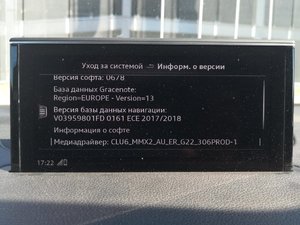 Уход за системой Информ. о версии
Версия софта: 0678
База данных Gracenote:
Region=EUROPE - Version=13
Версия базы данных навигации:
V03959801FD 0161 ECE 2017/2018
Информация о софте
Медиадрайвер: CLU6_MMX2_AU_ER_G22_306PROD-1
17:22